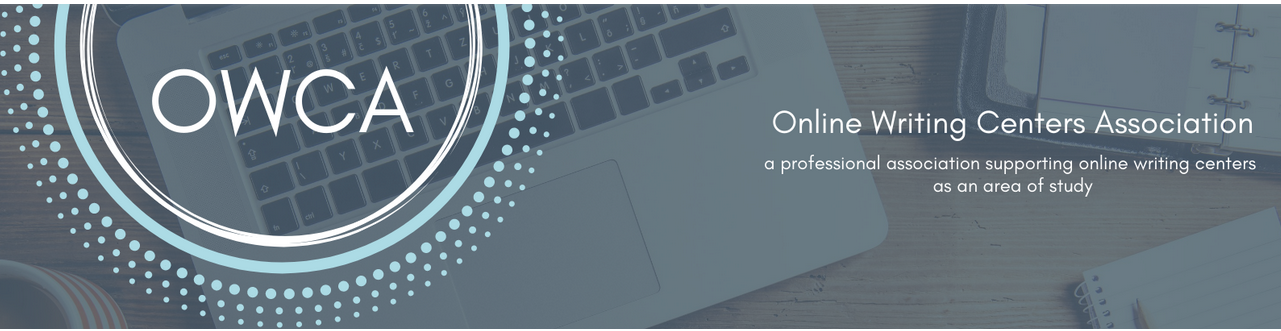 OWCA
Online Writing Centers Association
a professional association supporting online writing centers
as an area of study